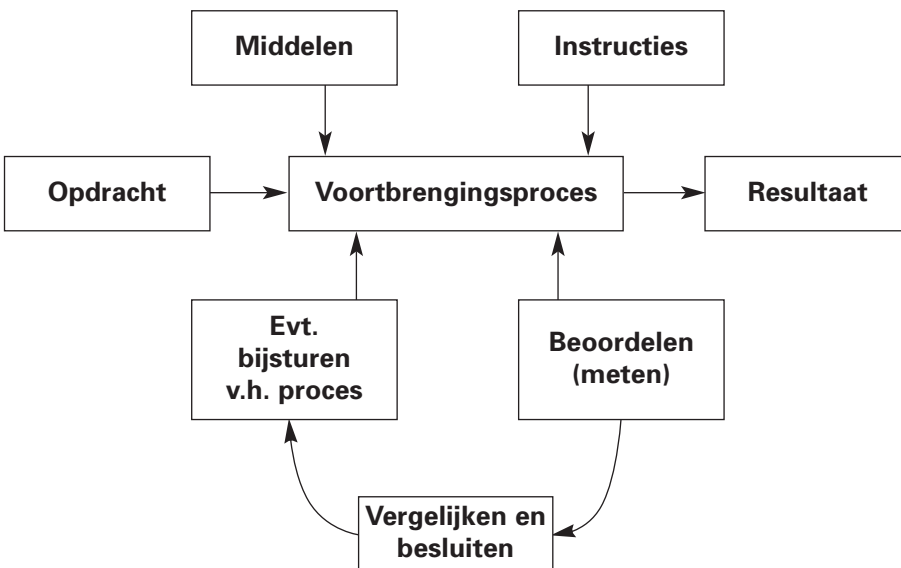 Middelen
Instructies
Opdracht
Voortbrengingsproces
Resultaat
Evt.
bijsturen
v.h. proces
Beoordelen
(meten)
Vergelijken en
besluiten